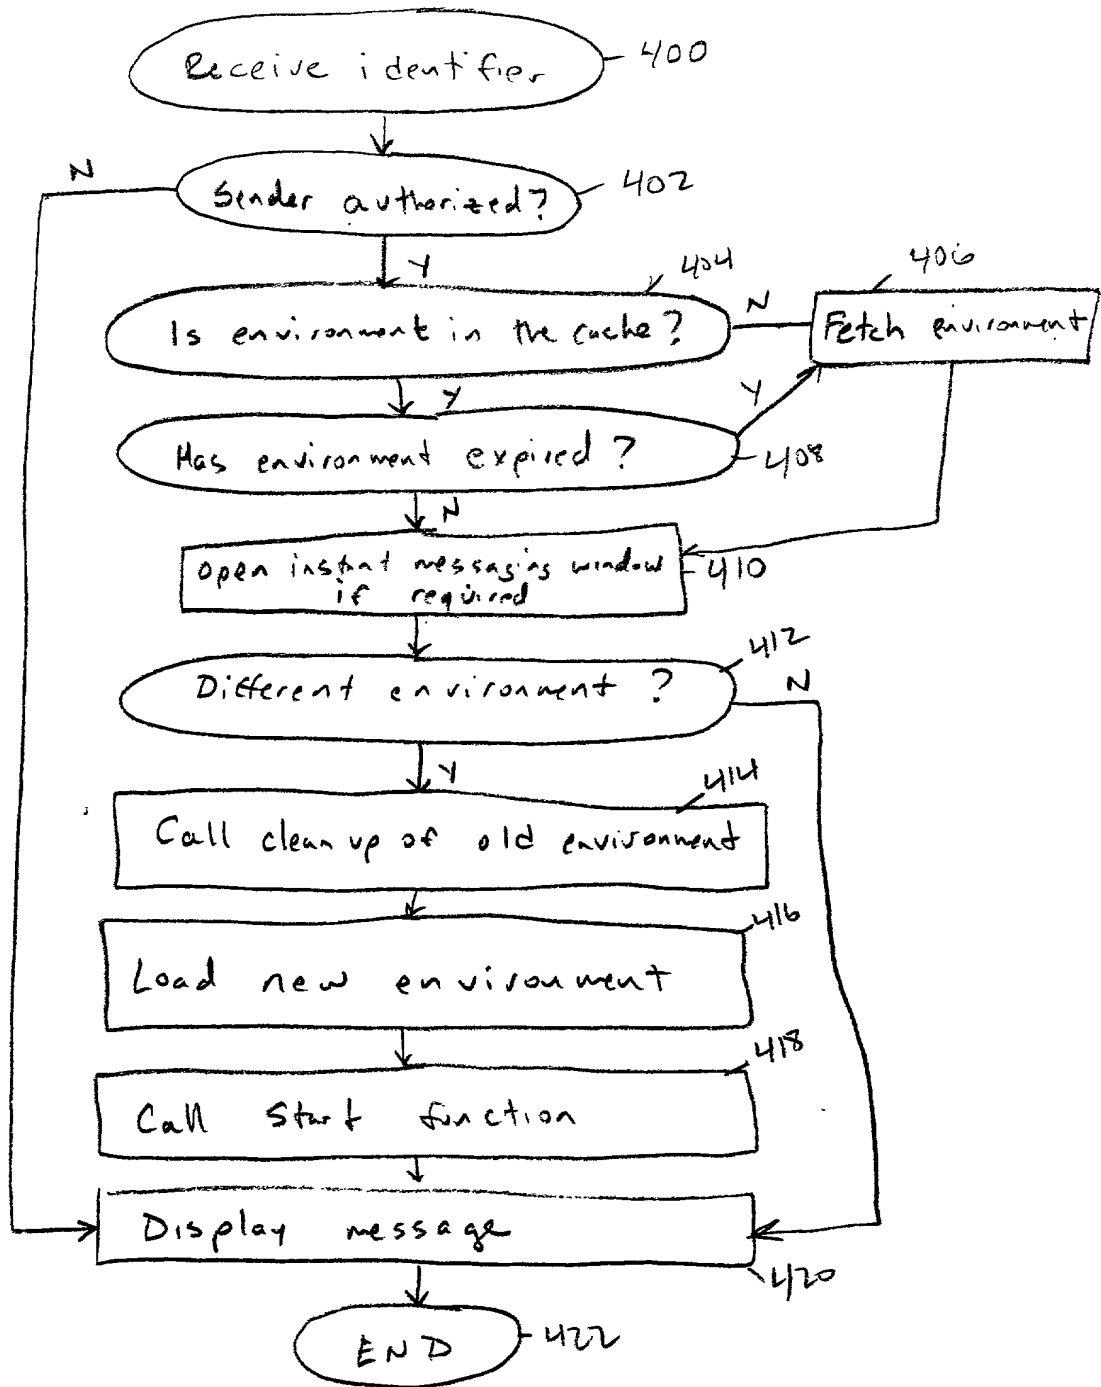 Receive identifier
400
N
Sender authorized?
402
Y
404
406
Is environment in the cache?
N
Fetch environment
Y
Y
Has environment expired?
408
N
open instant messaging window
if required
410
412
Different environment ?
N
Y
414
Call clean up of old environment
416
Load new environment
418
Call Start function
Display message
420
END
422